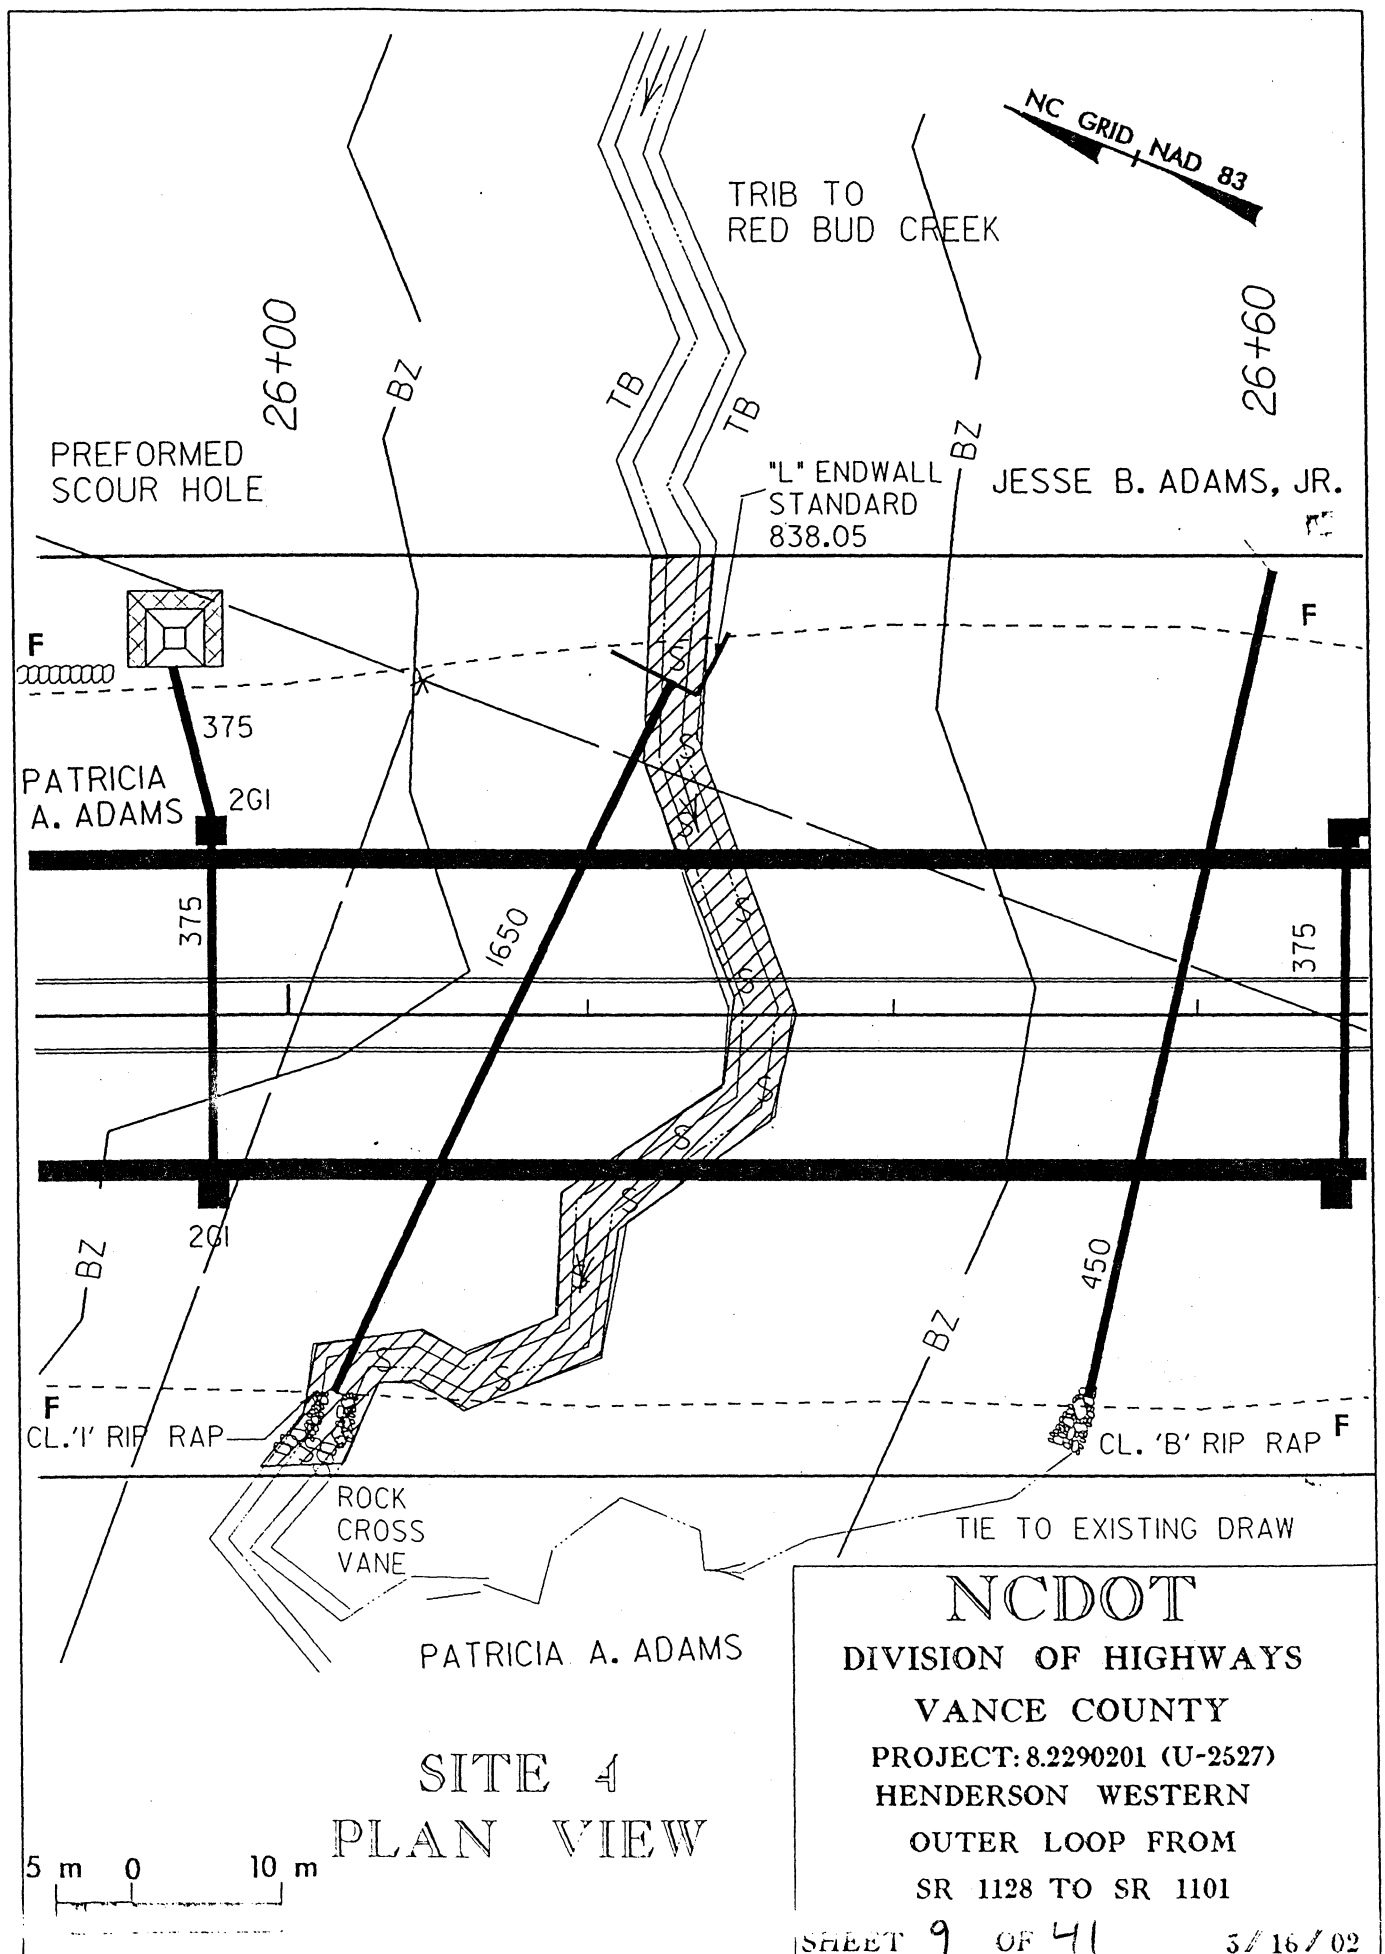 NC GRID NAD 83
TRIB TO
RED BUD CREEK
26+00
26+60
BZ
TB
TB
BZ
PREFORMED
SCOUR HOLE
"L" ENDWALL
STANDARD
838.05
JESSE B. ADAMS, JR.
F
F
375
PATRICIA
A. ADAMS
2GI
375
1650
375
S
S
S
S
S
S
S
S
S
S
S
2GI
BZ
450
BZ
F
CL.'I' RIP RAP
CL. 'B' RIP RAP
F
ROCK
CROSS
VANE
TIE TO EXISTING DRAW
PATRICIA A. ADAMS
SITE 4
PLAN VIEW
5 m 0 10 m
NCDOT
DIVISION OF HIGHWAYS
VANCE COUNTY
PROJECT: 8.2290201 (U-2527)
HENDERSON WESTERN
OUTER LOOP FROM
SR 1128 TO SR 1101
SHEET 9 OF 41 3/16/02